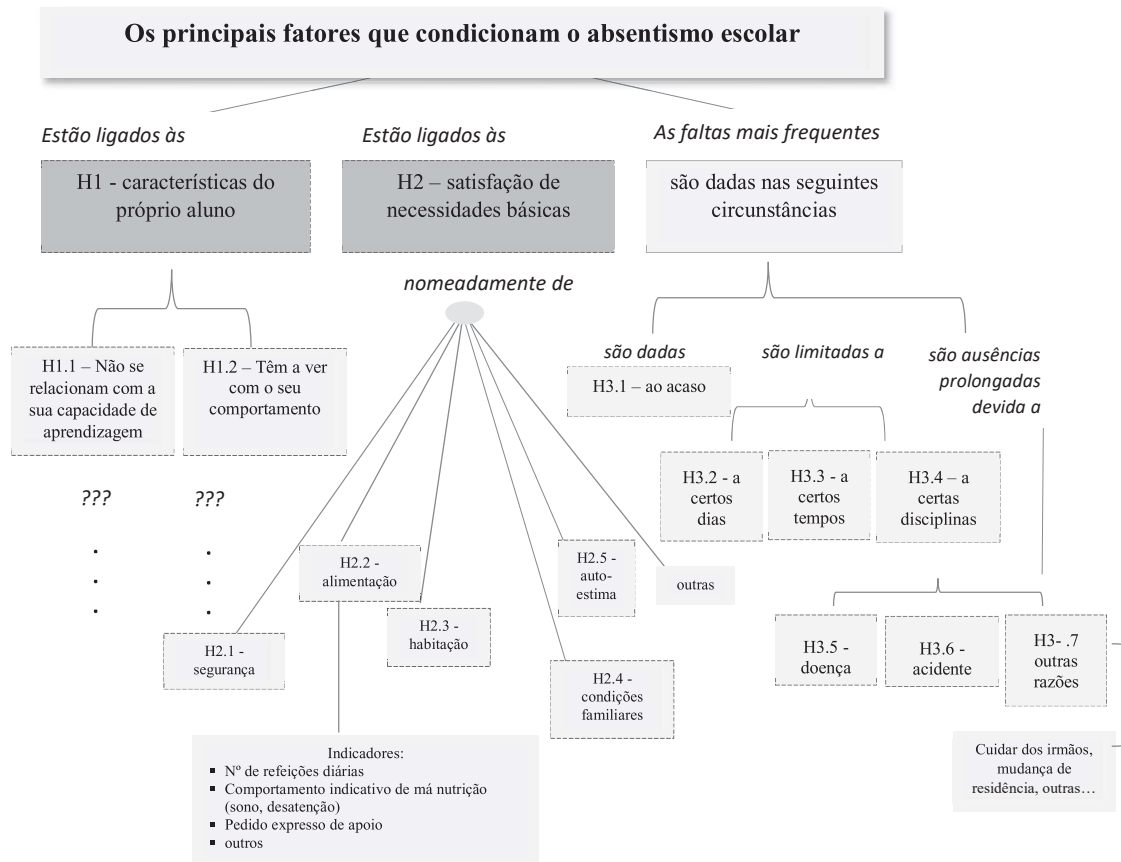 Os principais fatores que condicionam o absentismo escolar
Estão ligados às
H1 - características do
próprio aluno
Estão ligados às
H2 – satisfação de
necessidades básicas
As faltas mais frequentes
são dadas nas seguintes
circunstâncias
H1.1 – Não se
relacionam com a
sua capacidade de
aprendizagem
H1.2 – Têm a ver
com o seu
comportamento
???
???
nomeadamente de
H2.1 -
segurança
H2.2 -
alimentação
H2.3 -
habitação
H2.4 -
condições
familiares
H2.5 -
auto-
estima
outras
Indicadores:
▪ Nº de refeições diárias
▪ Comportamento indicativo de má nutrição
(sono, desatenção)
▪ Pedido expresso de apoio
▪ outros
são dadas
H3.1 – ao acaso
são limitadas a
H3.2 - a
certos
dias
H3.3 - a
certos
tempos
H3.4 – a
certas
disciplinas
são ausências
prolongadas
devida a
H3.5 -
doença
H3.6 -
acidente
H3- .7
outras
razões
Cuidar dos irmãos,
mudança de
residência, outras…